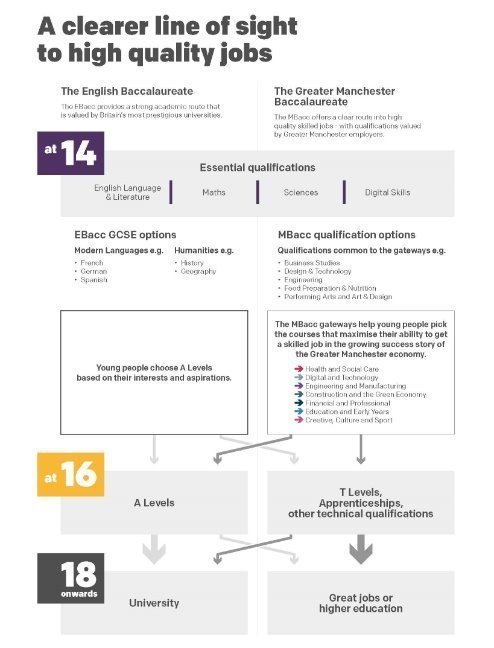 A clearer line of sight
to high quality jobs
The English Baccalaureate
The EBacc provides a strong academic route that
is valued by Britain's most prestigious universities.
The Greater Manchester
Baccalaureate
The MBacc offers a clear route into high
quality skilled jobs - with qualifications valued
by Greater Manchester employers.
at 14
Essential qualifications
English Language
& Literature
Maths
Sciences
Digital Skills
EBacc GCSE options
Modern Languages e.g.
• French
• German
• Spanish
Humanities e.g.
• History
• Geography
MBacc qualification options
Qualifications common to the gateways e.g.
• Business Studies
• Design & Technology
• Engineering
• Food Preparation & Nutrition
• Performing Arts and Art & Design
Young people choose A Levels
based on their interests and aspirations.
The MBacc gateways help young people pick
the courses that maximise their ability to get
a skilled job in the growing success story of
the Greater Manchester economy.
Health and Social Care
Digital and Technology
Engineering and Manufacturing
Construction and the Green Economy
Financial and Professional
Education and Early Years
Creative, Culture and Sport
at 16
A Levels
T Levels,
Apprenticeships,
other technical qualifications
18
onwards
University
Great jobs or
higher education